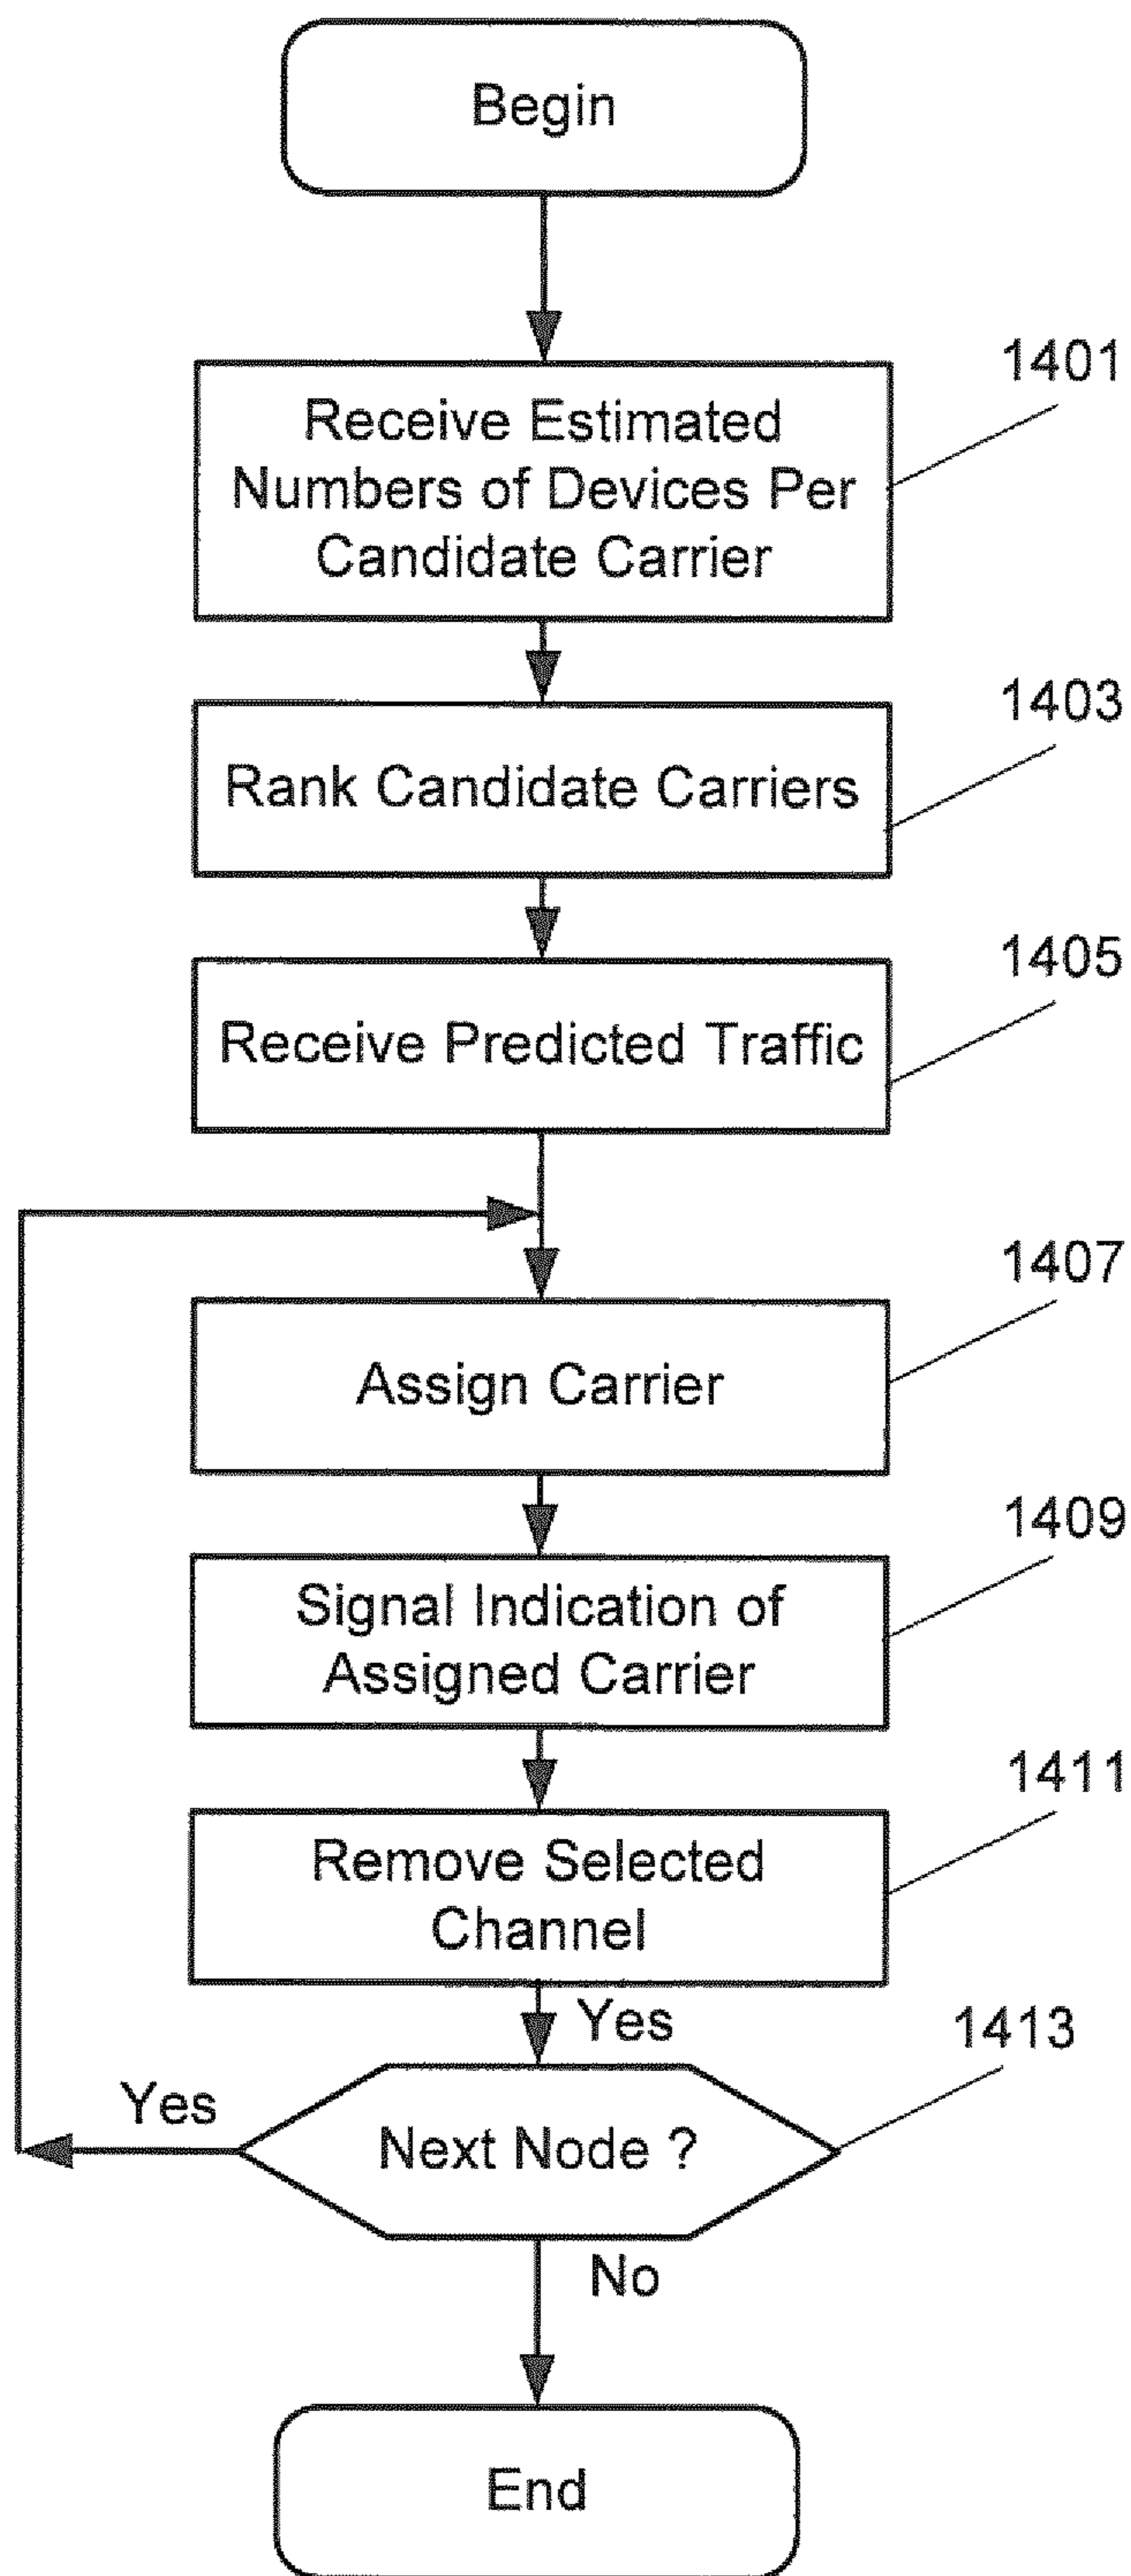 Begin
1401
Receive Estimated
Numbers of Devices Per
Candidate Carrier
1403
Rank Candidate Carriers
1405
Receive Predicted Traffic
1407
Assign Carrier
1409
Signal Indication of
Assigned Carrier
1411
Remove Selected
Channel
Yes
1413
Yes
Next Node ?
No
End